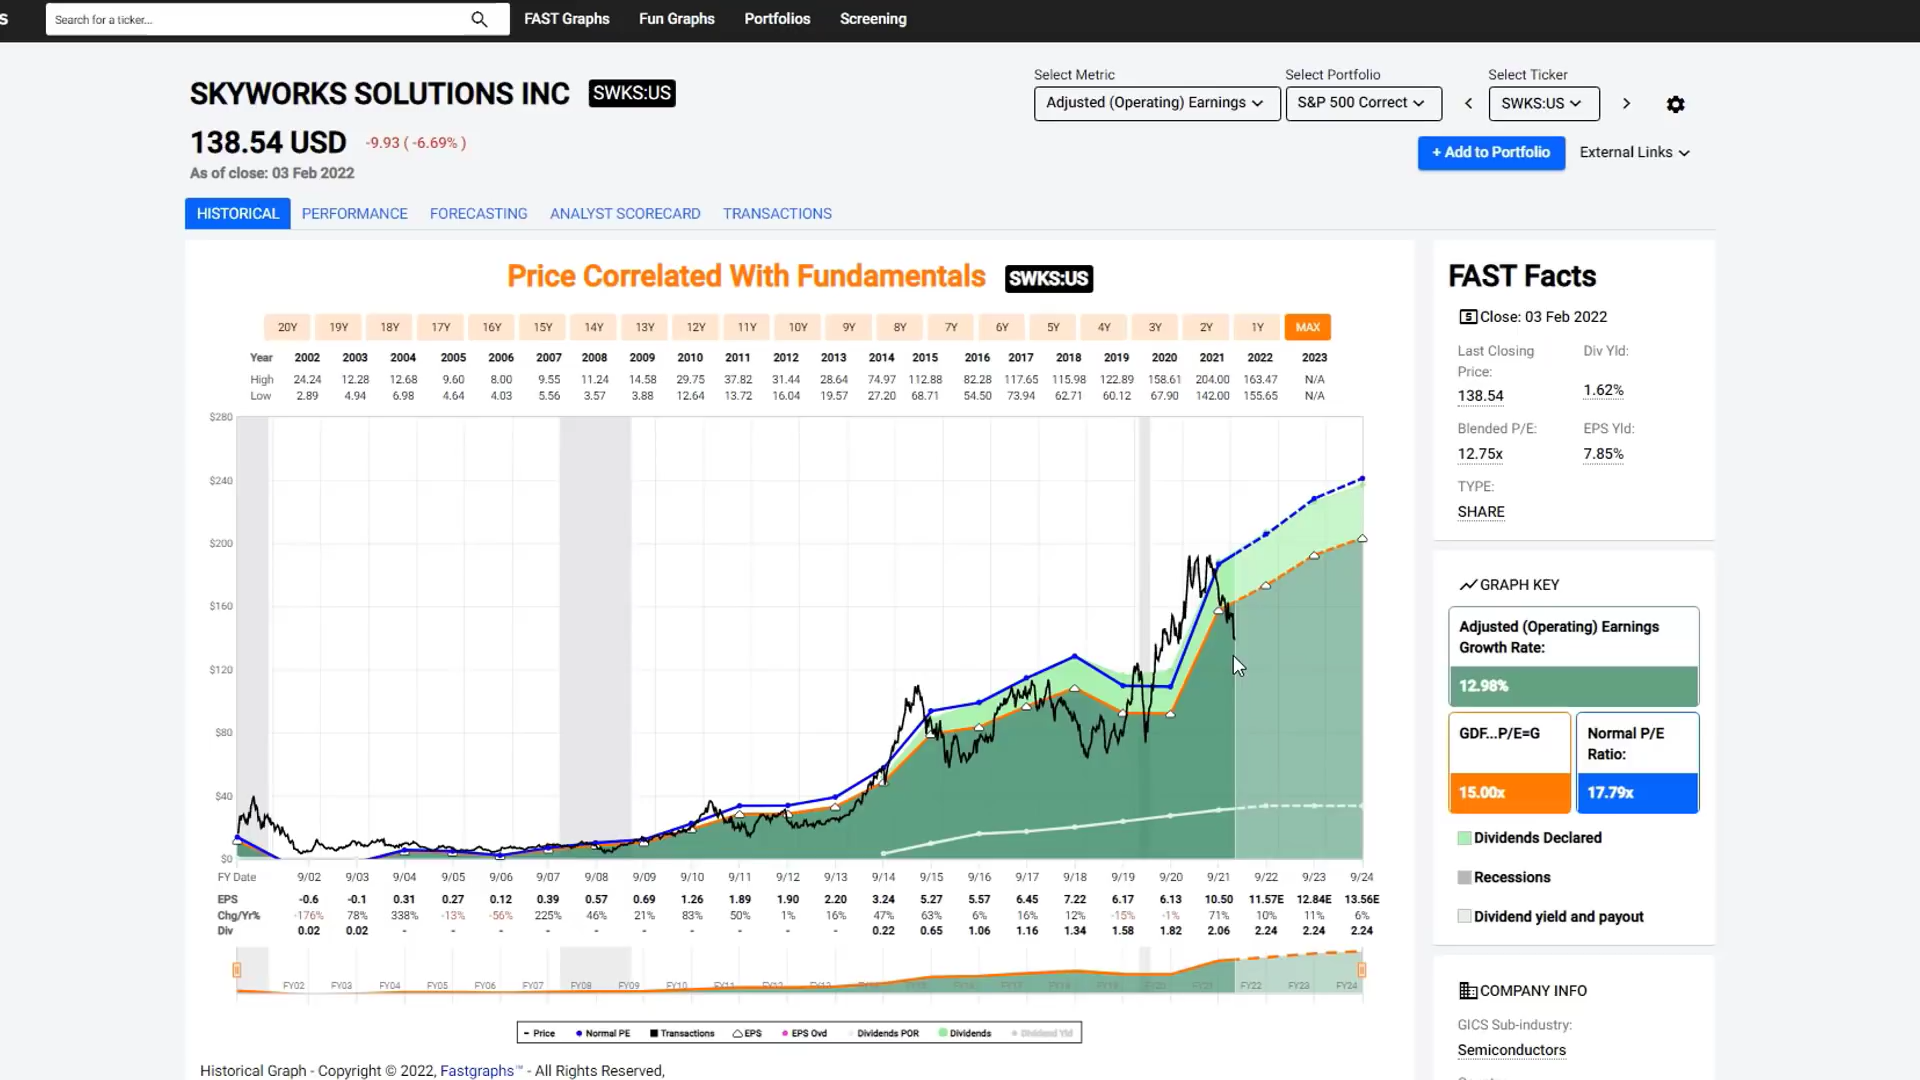 s
Search for a ticker...
FAST Graphs Fun Graphs Portfolios Screening
SKYWORKS SOLUTIONS INC SWKS:US
138.54 USD -9.93 ( -6.69% )
As of close: 03 Feb 2022
Select Metric Select Portfolio Select Ticker
Adjusted (Operating) Earnings S&P 500 Correct < SWKS:US >
+ Add to Portfolio External Links
HISTORICAL PERFORMANCE FORECASTING ANALYST SCORECARD TRANSACTIONS
Price Correlated With Fundamentals SWKS:US
20Y 19Y 18Y 17Y 16Y 15Y 14Y 13Y 12Y 11Y 10Y 9Y 8Y 7Y 6Y 5Y 4Y 3Y 2Y 1Y MAX
Year 2002 2003 2004 2005 2006 2007 2008 2009 2010 2011 2012 2013 2014 2015 2016 2017 2018 2019 2020 2021 2022 2023
High 24.24 12.28 12.68 9.60 8.00 9.55 11.24 14.58 29.75 37.82 31.44 28.64 74.97 112.88 82.28 117.65 115.98 122.89 158.61 204.00 163.47 N/A
Low 2.89 4.94 6.98 4.64 4.03 5.56 3.57 3.88 12.64 13.72 16.04 19.57 27.20 68.71 54.50 73.94 62.71 60.12 67.90 142.00 155.65 N/A
$280
$240
$200
$160
$120
$80
$40
$0
FY Date 9/02 9/03 9/04 9/05 9/06 9/07 9/08 9/09 9/10 9/11 9/12 9/13 9/14 9/15 9/16 9/17 9/18 9/19 9/20 9/21 9/22 9/23 9/24
EPS -0.6 -0.1 0.31 0.27 0.12 0.39 0.57 0.69 1.26 1.89 1.90 2.20 3.24 5.27 5.57 6.45 7.22 6.17 6.13 10.50 11.57E 12.84E 13.56E
Chg/Yr% -176% 78% 338% -13% -56% 225% 46% 21% 83% 50% 1% 16% 47% 63% 6% 16% 12% -15% -1% 71% 10% 11% 6%
Div 0.02 0.02 - - - - - - - - - - 0.22 0.65 1.06 1.16 1.34 1.58 1.82 2.06 2.24 2.24 2.24
FY02 FY03 FY04 FY05 FY06 FY07 FY08 FY09 FY10 FY11 FY12 FY13 FY14 FY15 FY16 FY17 FY18 FY19 FY20 FY21 FY22 FY23 FY24
Price Normal PE Transactions EPS EPS Ovd Dividends POR Dividends Dividend Yld
Historical Graph - Copyright © 2022, Fastgraphs™ - All Rights Reserved,
FAST Facts
Close: 03 Feb 2022
Last Closing Price: Div Yld:
138.54 1.62%
Blended P/E: EPS Yld:
12.75x 7.85%
TYPE:
SHARE
GRAPH KEY
Adjusted (Operating) Earnings
Growth Rate:
12.98%
GDF...P/E=G Normal P/E Ratio:
15.00x 17.79x
Dividends Declared
Recessions
Dividend yield and payout
COMPANY INFO
GICS Sub-industry:
Semiconductors